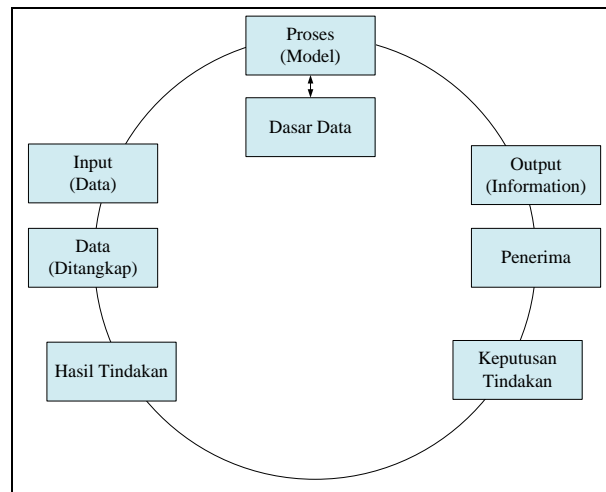 Proses
(Model)
Dasar Data
Input
(Data)
Output
(Information)
Data
(Ditangkap)
Penerima
Hasil Tindakan
Keputusan
Tindakan